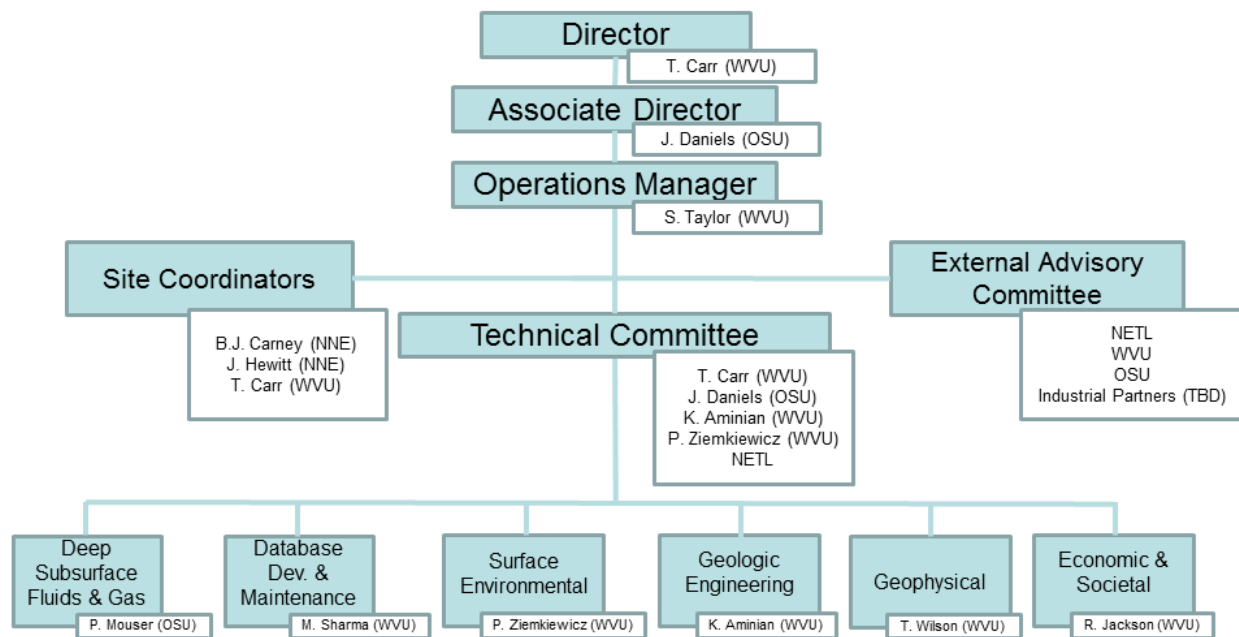 Director
T. Carr (WVU)
Associate Director
J. Daniels (OSU)
Operations Manager
S. Taylor (WVU)
Site Coordinators
B.J. Carney (NNE)
J. Hewitt (NNE)
T. Carr (WVU)
External Advisory
Committee
NETL
WVU
OSU
Industrial Partners (TBD)
Technical Committee
T. Carr (WVU)
J. Daniels (OSU)
K. Aminian (WVU)
P. Ziemkiewicz (WVU)
NETL
Deep
Subsurface
Fluids & Gas
P. Mouser (OSU)
Database
Dev. &
Maintenance
M. Sharma (WVU)
Surface
Environmental
P. Ziemkiewicz (WVU)
Geologic
Engineering
K. Aminian (WVU)
Geophysical
T. Wilson (WVU)
Economic &
Societal
R. Jackson (WVU)